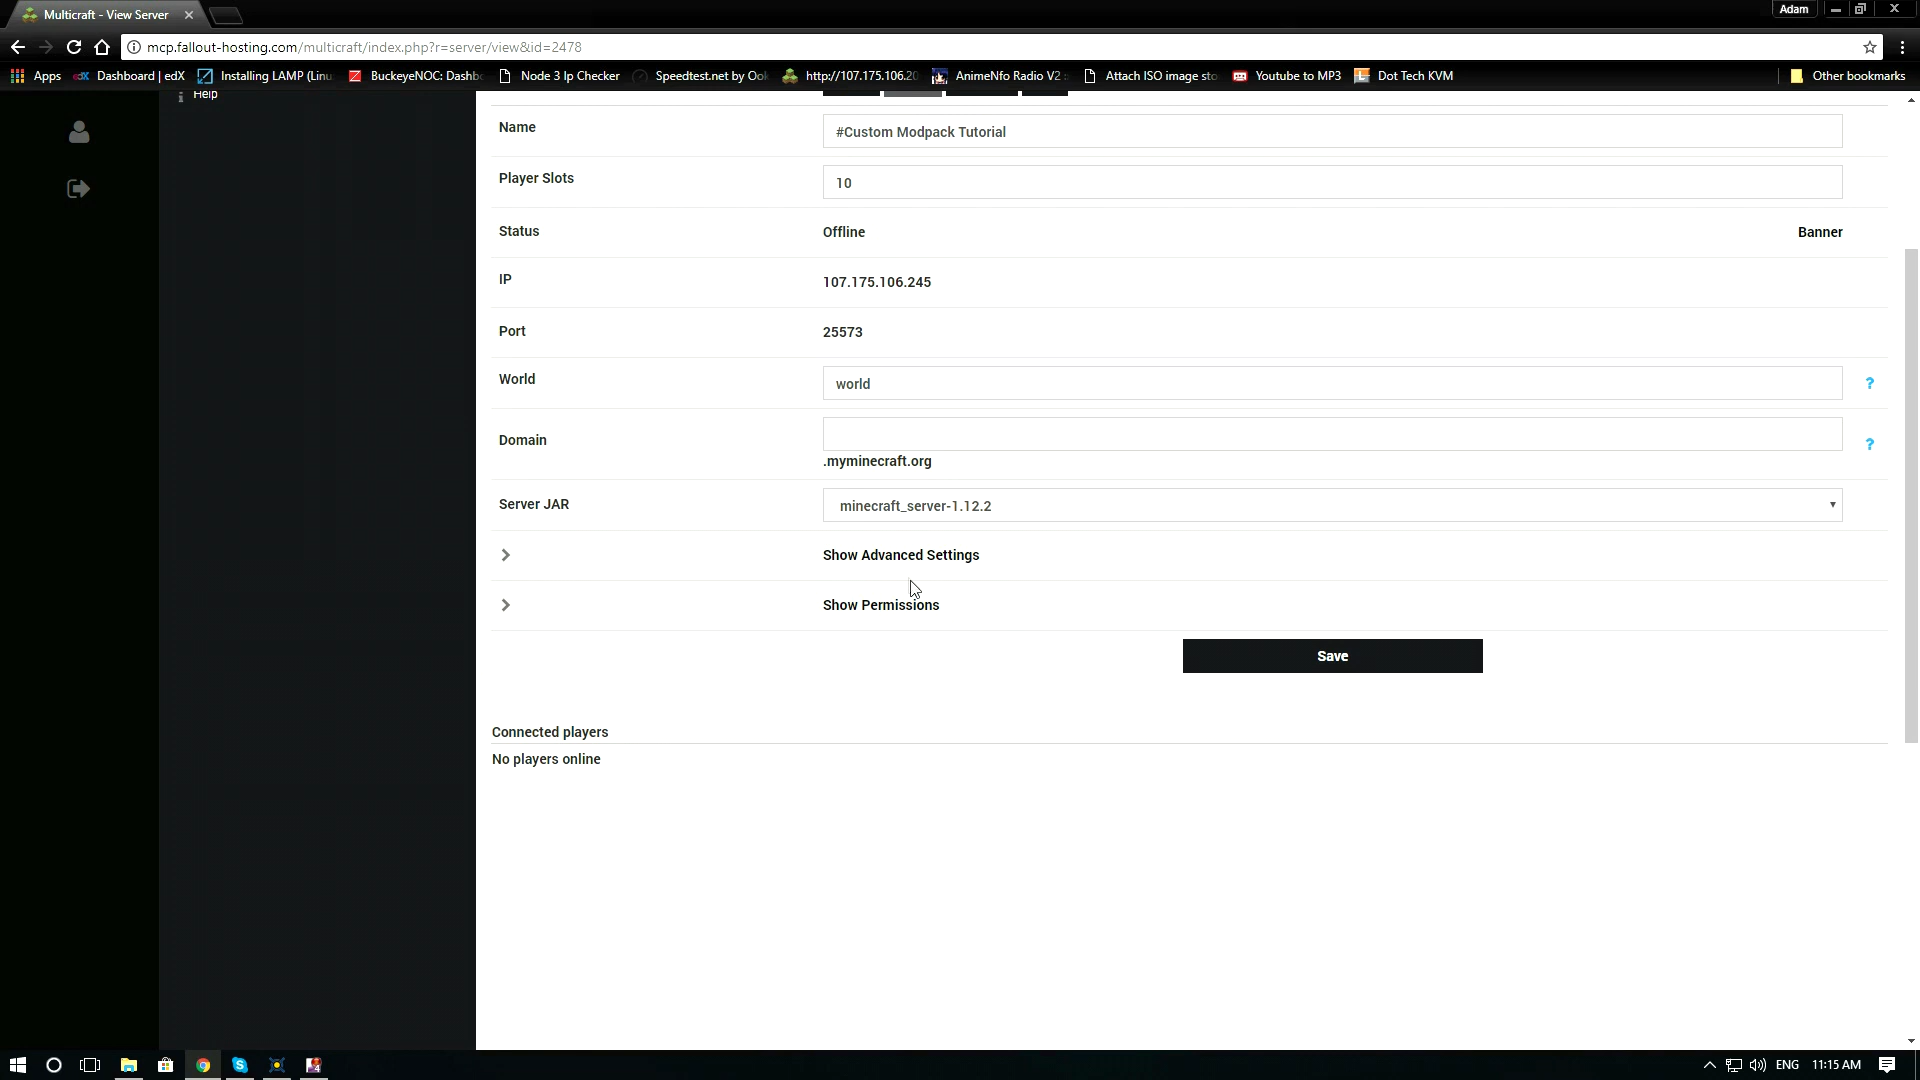 Multicraft - View Server
Adam
mcp.fallout-hosting.com/multicraft/index.php?r=server/view&id=2478
Apps
Dashboard | edX
Installing LAMP (Linu
BuckeyeNOC: Dashb
Node 3 Ip Checker
Speedtest.net by Ook
http://107.175.106.20
AnimeNfo Radio V2 :
Attach ISO image sto
Youtube to MP3
Dot Tech KVM
Other bookmarks
Help
Name
#Custom Modpack Tutorial
Player Slots
10
Status
Offline
Banner
IP
107.175.106.245
Port
25573
World
world
?
Domain
?
.myminecraft.org
Server JAR
minecraft_server-1.12.2
Show Advanced Settings
Show Permissions
Save
Connected players
No players online
ENG
11:15 AM